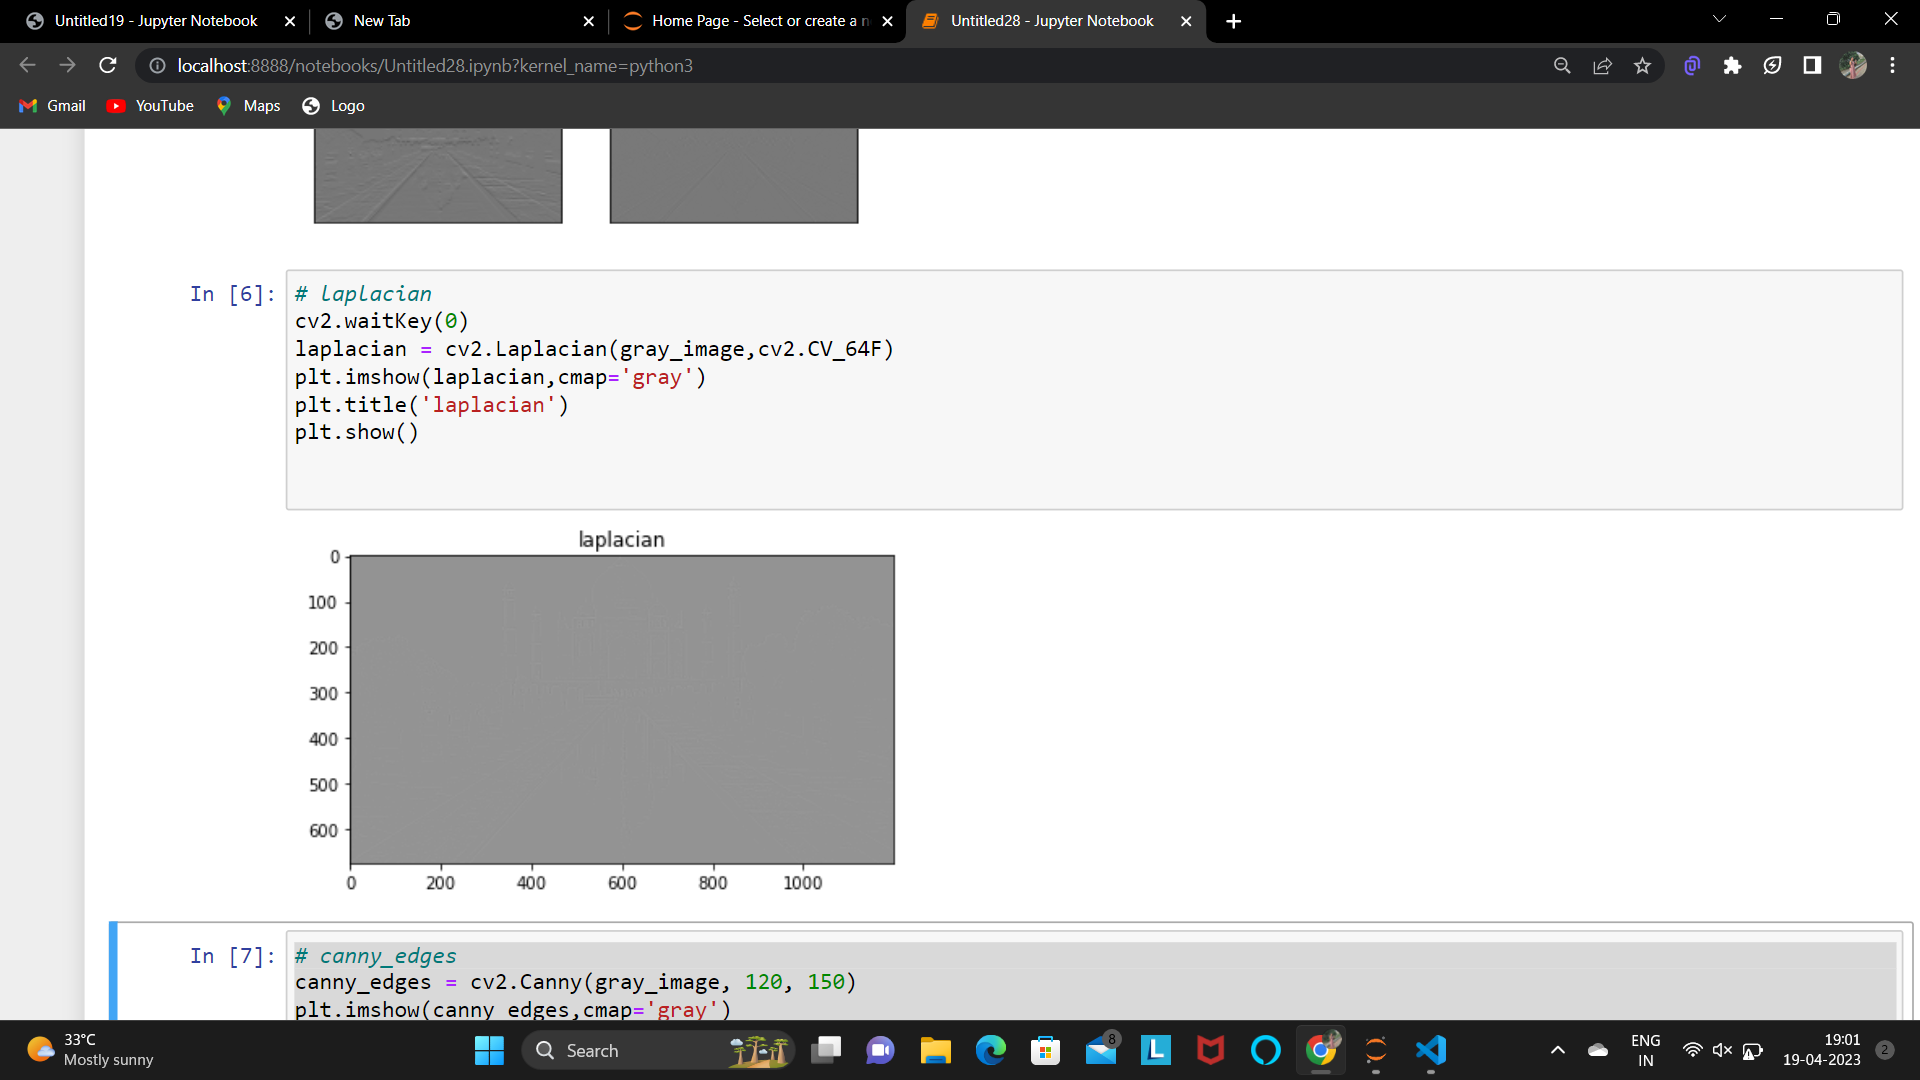 Untitled19 - Jupyter Notebook
New Tab
Home Page - Select or create a n
Untitled28 - Jupyter Notebook
localhost:8888/notebooks/Untitled28.ipynb?kernel_name=python3
Gmail
YouTube
Maps
Logo
In [6]:
# laplacian
cv2.waitKey(0)
laplacian = cv2.Laplacian(gray_image,cv2.CV_64F)
plt.imshow(laplacian,cmap='gray')
plt.title('laplacian')
plt.show()
laplacian
0
100
200
300
400
500
600
0 200 400 600 800 1000
In [7]:
# canny_edges
canny_edges = cv2.Canny(gray_image, 120, 150)
plt.imshow(canny_edges,cmap='gray')
33°C
Mostly sunny
Search
8
L
ENG
IN
19:01
19-04-2023
2